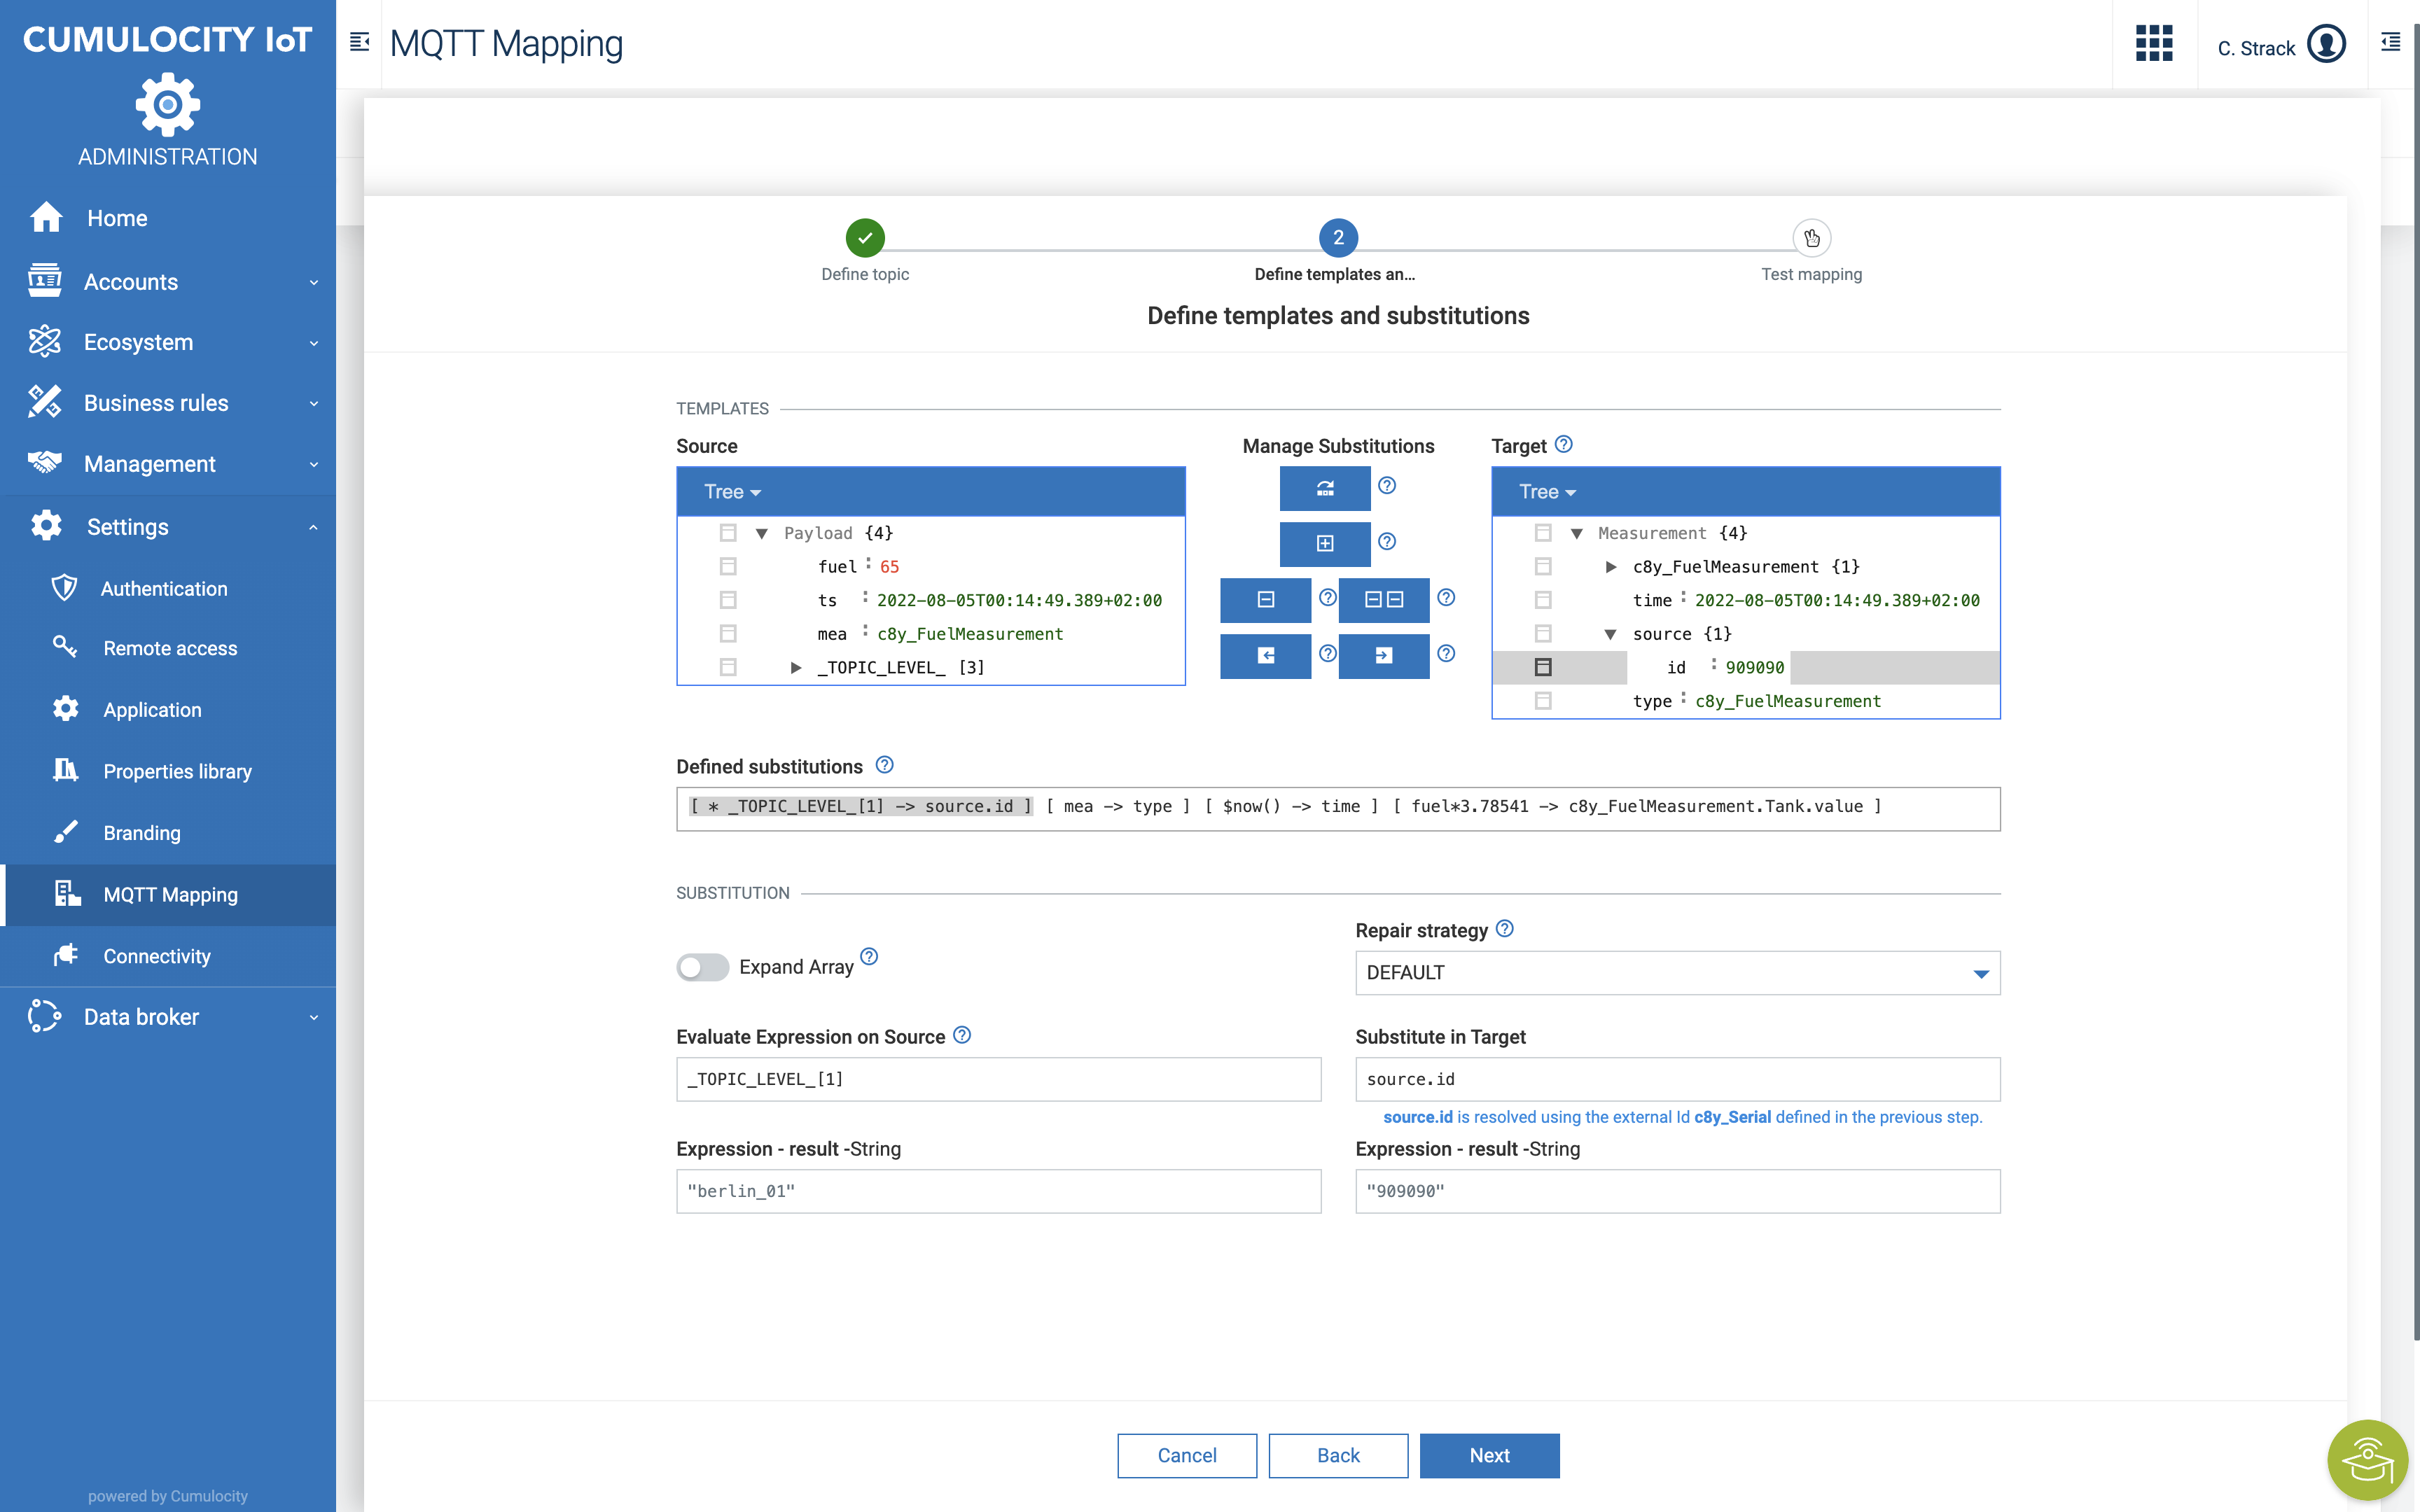 CUMULOCITY IoT
ADMINISTRATION
Home
Accounts
Ecosystem
Business rules
Management
Settings
Authentication
Remote access
Application
Properties library
Branding
MQTT Mapping
Connectivity
Data broker
powered by Cumulocity
MQTT Mapping
C. Strack
2
Define topic
Define templates an...
Test mapping
Define templates and substitutions
TEMPLATES
Source
Manage Substitutions
Target
Tree
Payload {4}
fuel : 65
ts : 2022-08-05T00:14:49.389+02:00
mea : c8y_FuelMeasurement
_TOPIC_LEVEL_ [3]
Tree
Measurement {4}
c8y_FuelMeasurement {1}
time : 2022-08-05T00:14:49.389+02:00
source {1}
id : 909090
type : c8y_FuelMeasurement
Defined substitutions
[ * _TOPIC_LEVEL_[1] -> source.id ] [ mea -> type ] [ $now() -> time ] [ fuel*3.78541 -> c8y_FuelMeasurement.Tank.value ]
SUBSTITUTION
Expand Array
Repair strategy
DEFAULT
Evaluate Expression on Source
_TOPIC_LEVEL_[1]
Substitute in Target
source.id
source.id is resolved using the external Id c8y_Serial defined in the previous step.
Expression - result -String
"berlin_01"
Expression - result -String
"909090"
Cancel
Back
Next